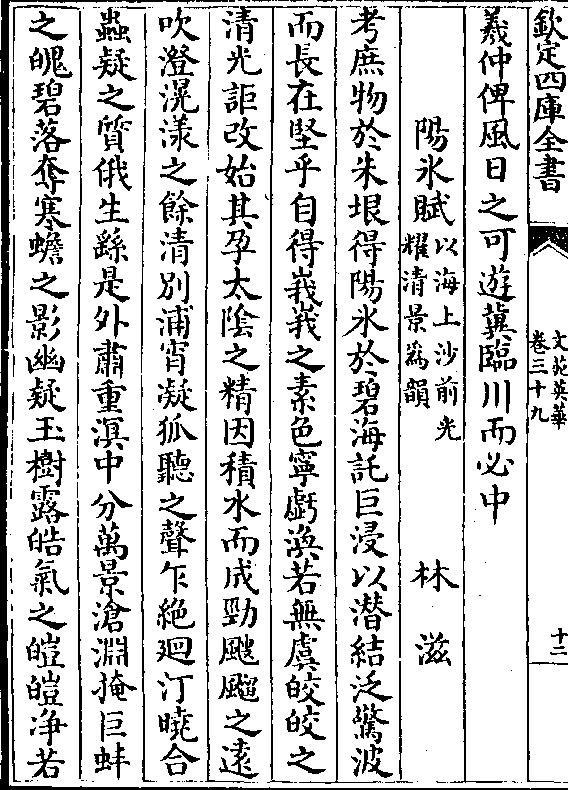 欽定四庫全書
文苑英華
卷三十九
十二
羲仲俾風日之可遊冀臨川而必中
陽氷賦以海上沙前光
耀清景為韻
林滋
考庶物於朱垠得陽氷於碧海託巨浸以潛結泛驚波
而長在堅乎自得峩峩之素色寧虧渙若無虞皎皎之
清光詎改始其孕太陰之精因積水而成勁颼飀之遠
吹澄滉漾之餘清別浦宵凝狐聽之聲乍絶廻汀曉合
蟲疑之質俄生繇是外肅重溟中分萬景滄淵掩巨蚌
之𩲸碧落奪寒蟾之影幽疑玉樹露皓氣之皚皚净若